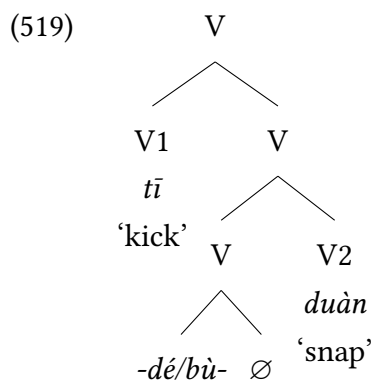 (519) V
V1 V
tī
‘kick’
V V2
duàn
‘snap’
-dé/bù- ∅